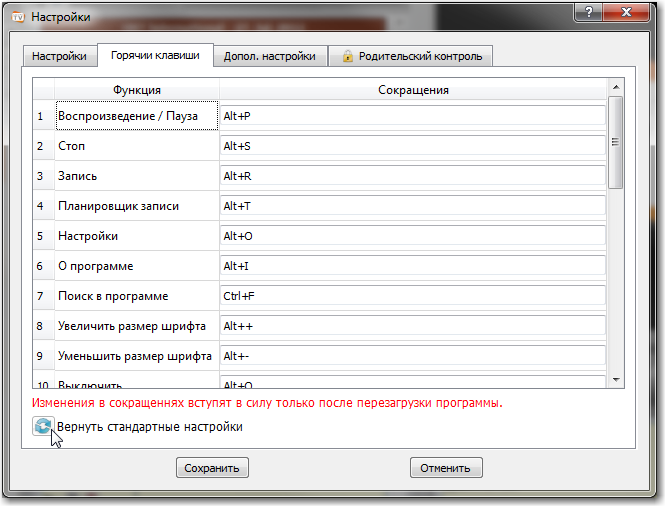 TV Настройки
Настройки Горячии клавиши Допол. настройки Родительский контроль
Функция Сокращения
1 Воспроизведение / Пауза Alt+P
2 Стоп Alt+S
3 Запись Alt+R
4 Планировщик записи Alt+T
5 Настройки Alt+O
6 О программе Alt+I
7 Поиск в программе Ctrl+F
8 Увеличить размер шрифта Alt++
9 Уменьшить размер шрифта Alt+-
10 Выключить Alt+Q
Изменения в сокращеннях вступят в силу только после перезагрузки программы.
Вернуть стандартные настройки
Сохранить Отменить